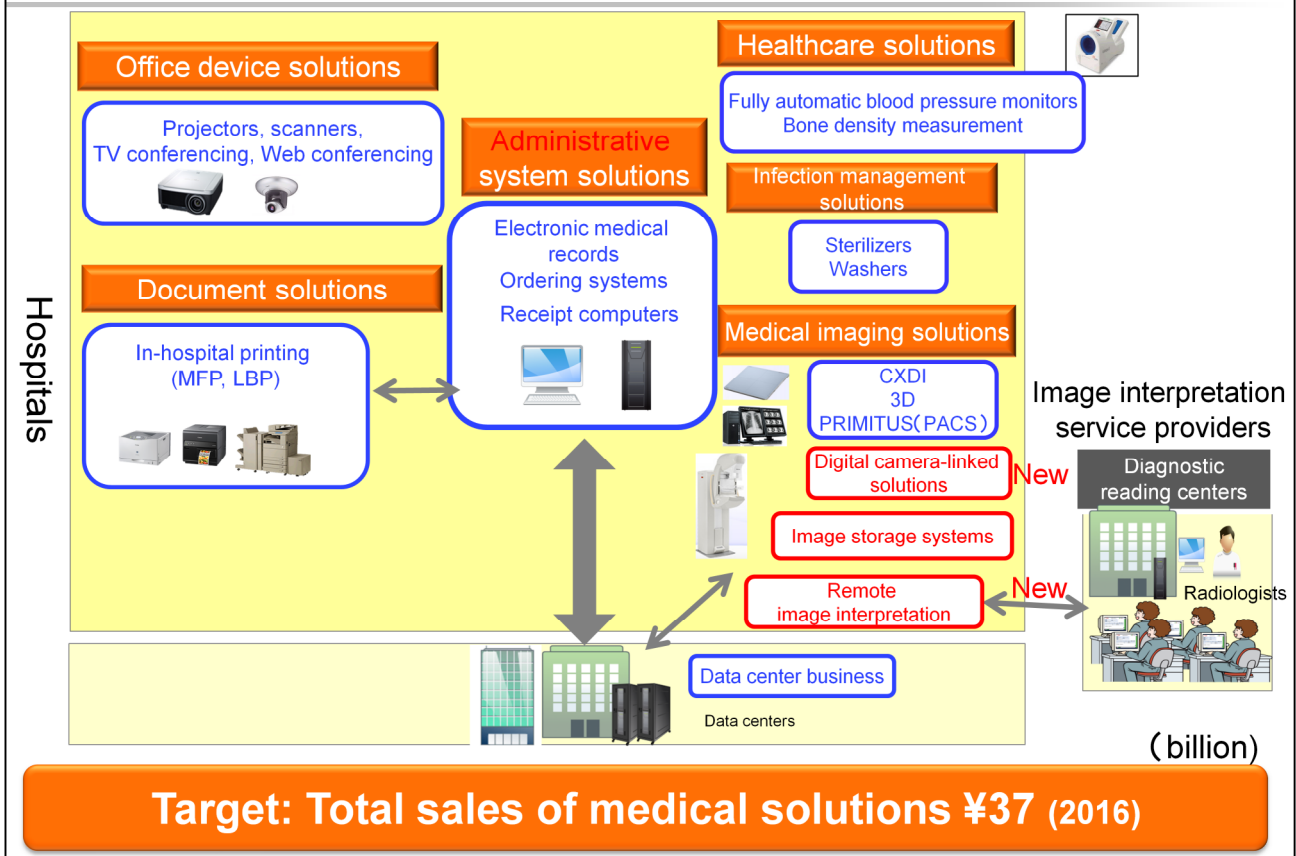 Hospitals
Office device solutions
Projectors, scanners,
TV conferencing, Web conferencing
Document solutions
In-hospital printing
(MFP, LBP)
Administrative
system solutions
Electronic medical
records
Ordering systems
Receipt computers
Healthcare solutions
Fully automatic blood pressure monitors
Bone density measurement
Infection management
solutions
Sterilizers
Washers
Medical imaging solutions
CXDI
3D
PRIMITUS(PACS)
Digital camera-linked
solutions
New
Image storage systems
Remote
image interpretation
New
Image interpretation
service providers
Diagnostic
reading centers
Radiologists
Data center business
Data centers
(billion)
Target: Total sales of medical solutions ¥37 (2016)